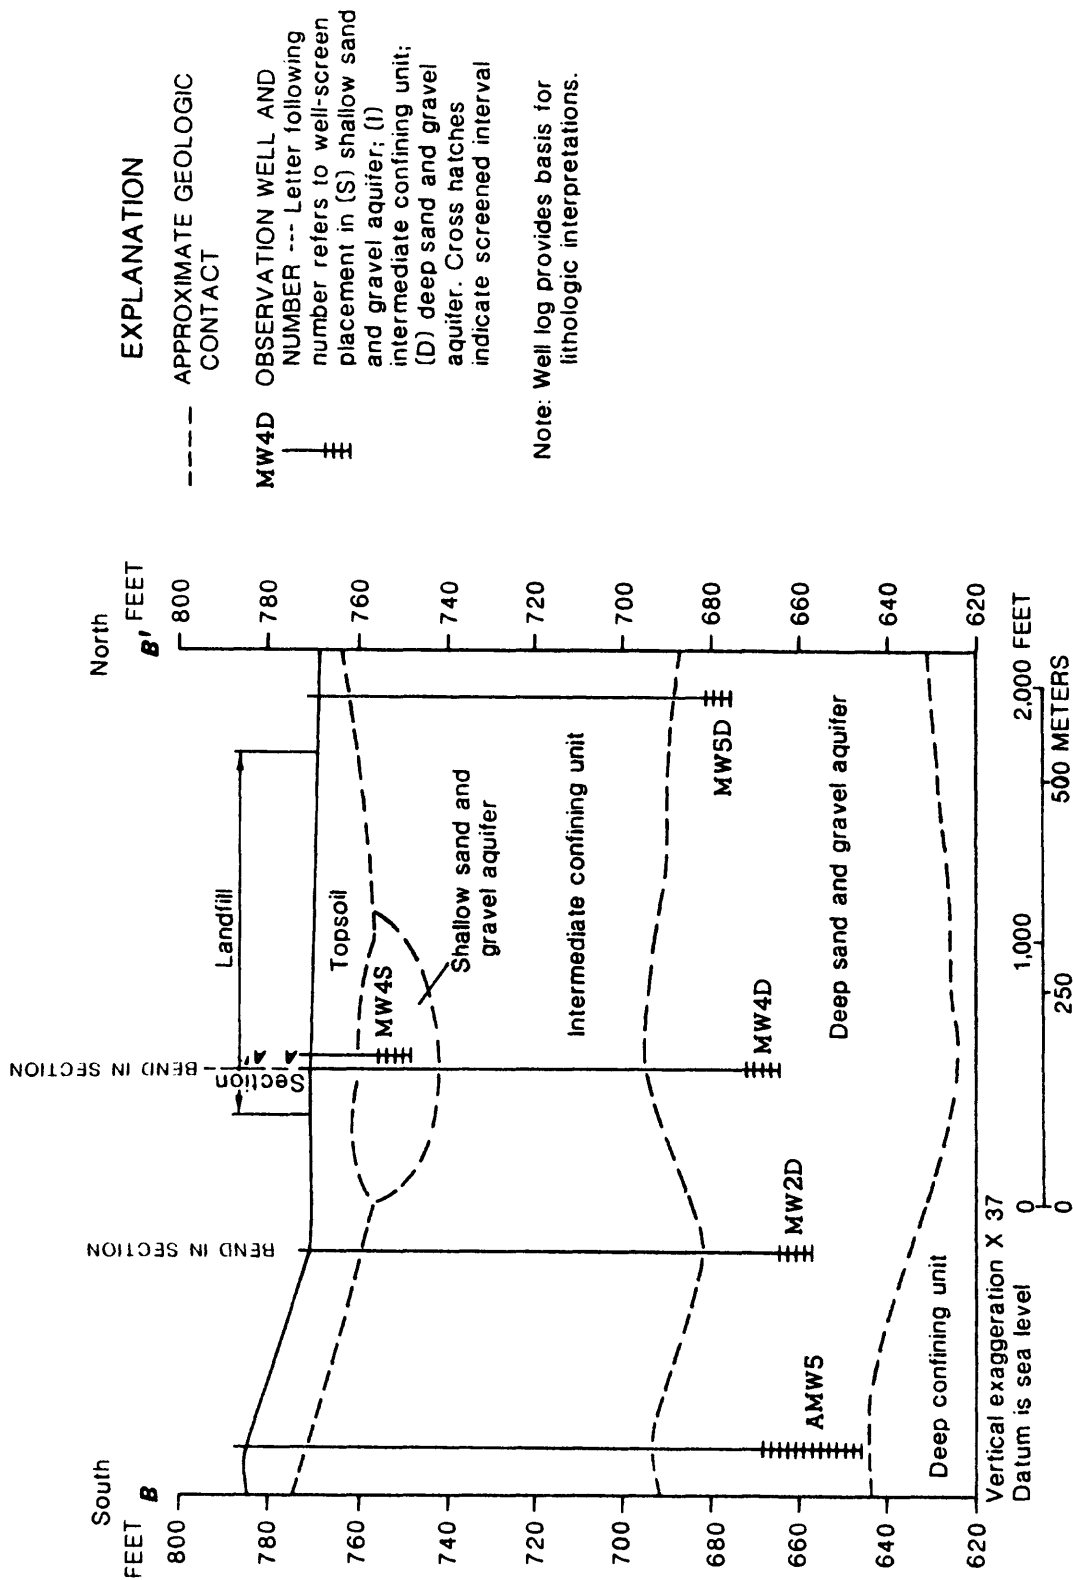 EXPLANATION
APPROXIMATE GEOLOGIC
CONTACT
MW4D
OBSERVATION WELL AND
NUMBER --- Letter following
number refers to well-screen
placement in (S) shallow sand
and gravel aquifer; (I)
intermediate confining unit;
(D) deep sand and gravel
aquifer. Cross hatches
indicate screened interval
Note: Well log provides basis for
lithologic interpretations.
South
B
FEET
800
780
760
740
720
700
680
660
640
620
North
B'
FEET
800
780
760
740
720
700
680
660
640
620
BEND IN SECTION
BEND IN SECTION
Section
A A'
Landfill
Topsoil
MW4S
Shallow sand and
gravel aquifer
Intermediate confining unit
MW5D
MW4D
MW2D
AMW5
Deep sand and gravel aquifer
Deep confining unit
Vertical exaggeration X 37
Datum is sea level
0 1,000 2,000 FEET
0 250 500 METERS